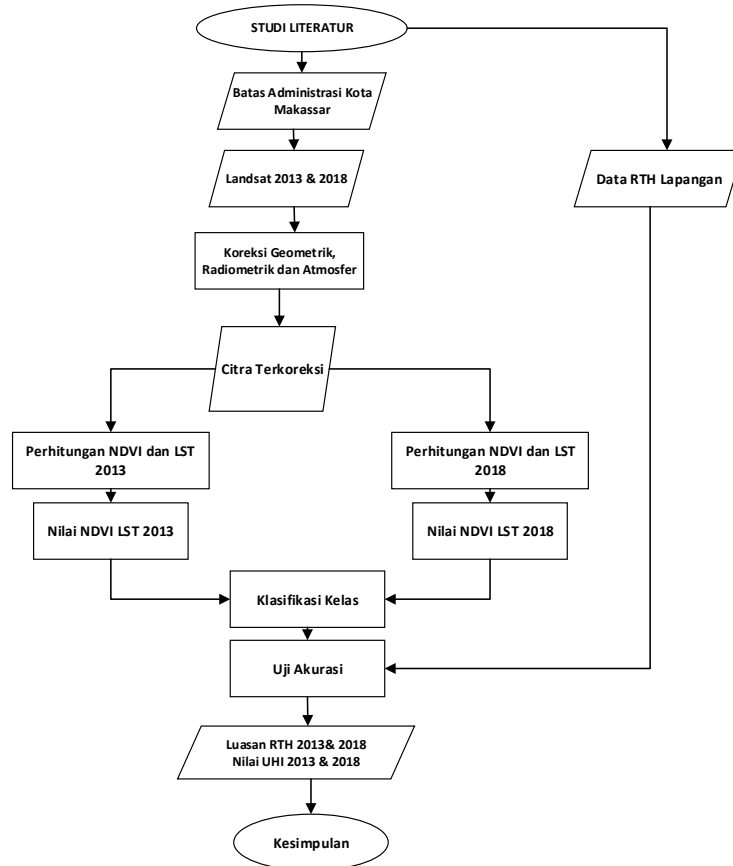 STUDI LITERATUR
Batas Administrasi Kota
Makassar
Landsat 2013 & 2018
Data RTH Lapangan
Koreksi Geometrik,
Radiometrik dan Atmosfer
Citra Terkoreksi
Perhitungan NDVI dan LST
2013
Perhitungan NDVI dan LST
2018
Nilai NDVI LST 2013
Nilai NDVI LST 2018
Klasifikasi Kelas
Uji Akurasi
Luasan RTH 2013& 2018
Nilai UHI 2013 & 2018
Kesimpulan